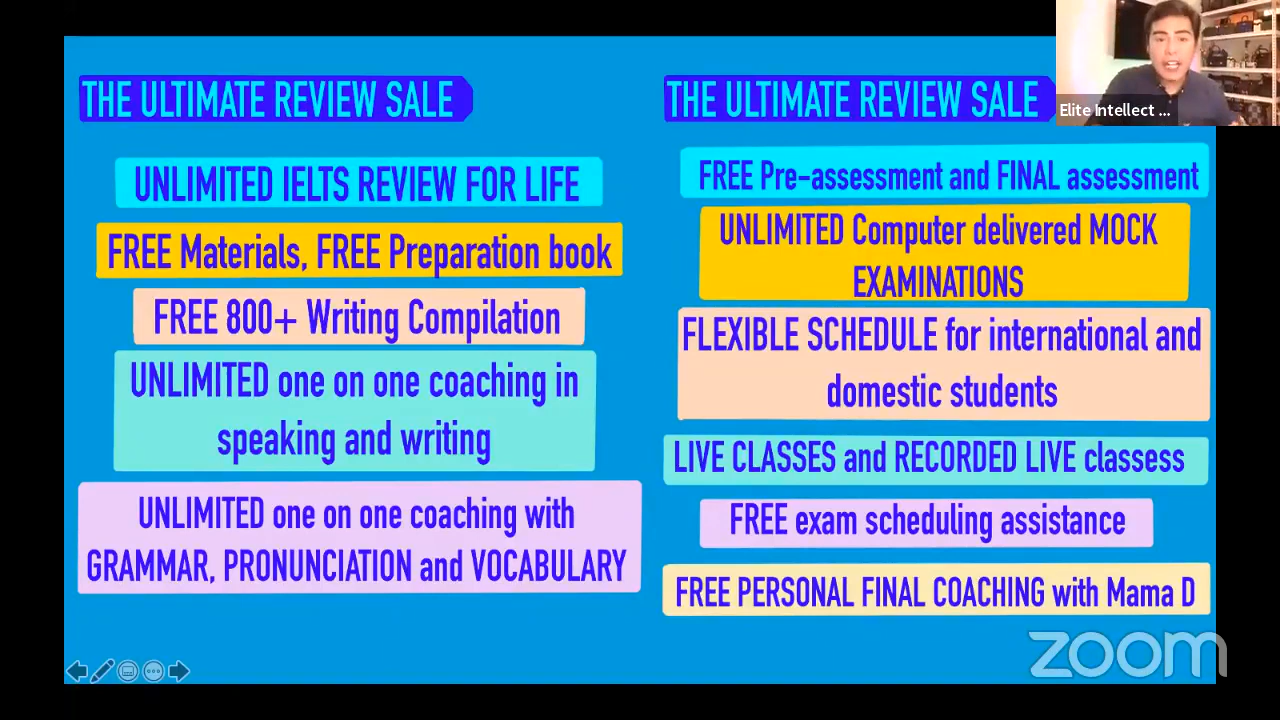 THE ULTIMATE REVIEW SALE
UNLIMITED IELTS REVIEW FOR LIFE
FREE Materials, FREE Preparation book
FREE 800+ Writing Compilation
UNLIMITED one on one coaching in
speaking and writing
UNLIMITED one on one coaching with
GRAMMAR, PRONUNCIATION and VOCABULARY
THE ULTIMATE REVIEW SALE
FREE Pre-assessment and FINAL assessment
UNLIMITED Computer delivered MOCK
EXAMINATIONS
FLEXIBLE SCHEDULE for international and
domestic students
LIVE CLASSES and RECORDED LIVE classess
FREE exam scheduling assistance
FREE PERSONAL FINAL COACHING with Mama D
Elite Intellect ...
zoom